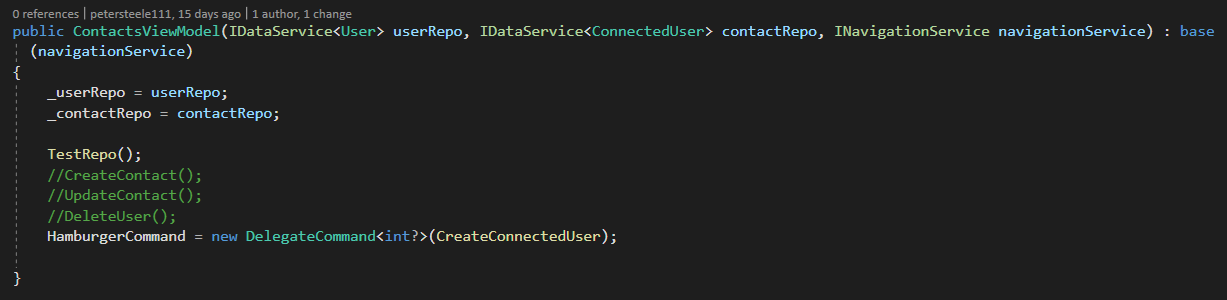 0 references | petersteele111, 15 days ago | 1 author, 1 change
public ContactsViewModel(IDataService<User> userRepo, IDataService<ConnectedUser> contactRepo, INavigationService navigationService) : base
(navigationService)
{
_userRepo = userRepo;
_contactRepo = contactRepo;
TestRepo();
//CreateContact();
//UpdateContact();
//DeleteUser();
HamburgerCommand = new DelegateCommand<int?>(CreateConnectedUser);
}